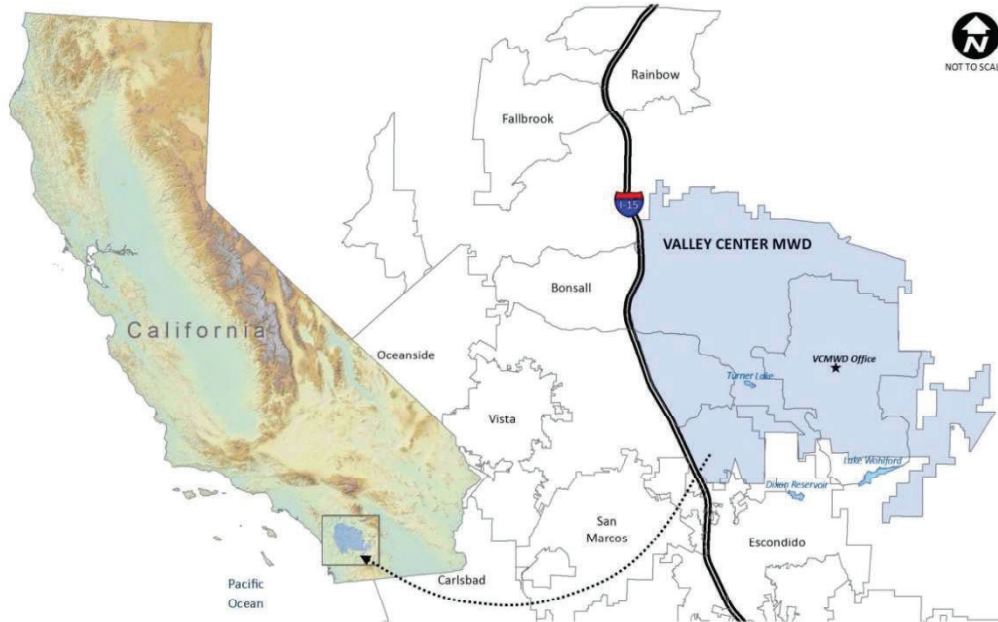 N
NOT TO SCAL
Rainbow
Fallbrook
I-15
VALLEY CENTER MWD
Bonsall
California
Oceanside
VCMWD Office
Turner Lake
Vista
Lake Wohlford
Dixon Reservoir
San
Marcos
Escondido
Carlsbad
Pacific
Ocean